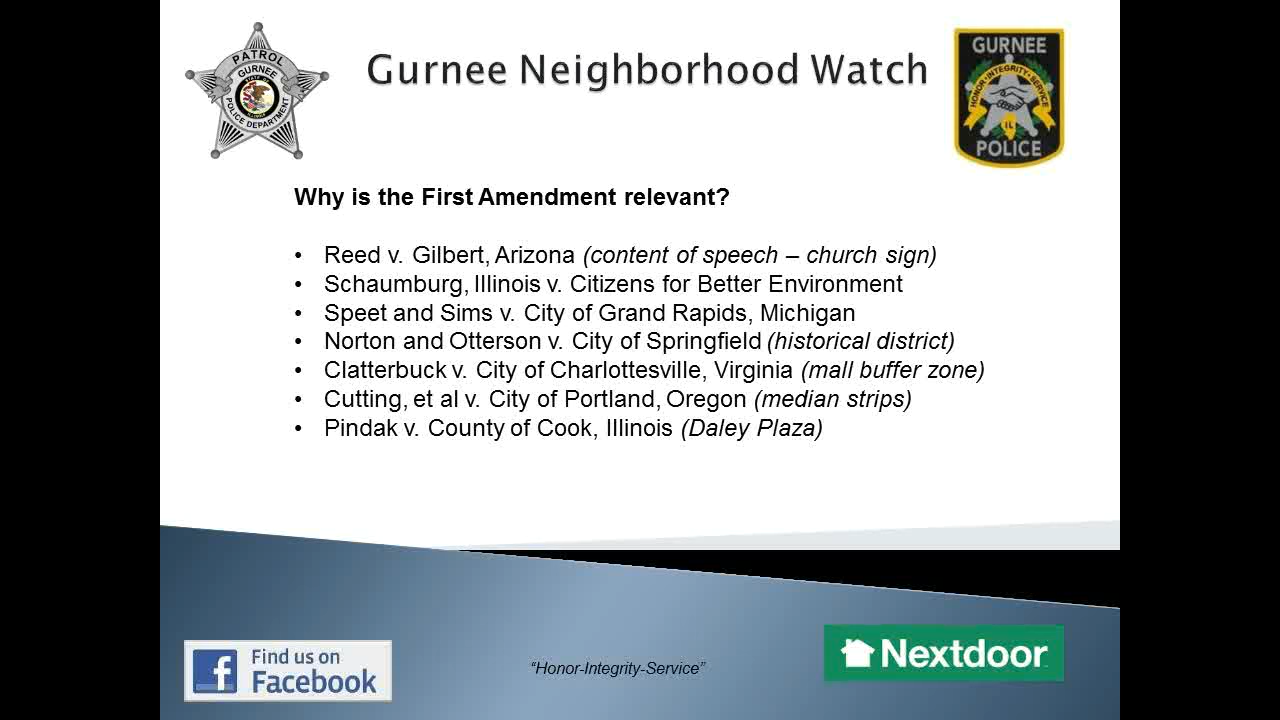 PATROL
GURNEE
POLICE DEPARTMENT
Gurnee Neighborhood Watch
GURNEE
HONOR-INTEGRITY-SERVICE
IL
POLICE
Why is the First Amendment relevant?
• Reed v. Gilbert, Arizona (content of speech – church sign)
• Schaumburg, Illinois v. Citizens for Better Environment
• Speet and Sims v. City of Grand Rapids, Michigan
• Norton and Otterson v. City of Springfield (historical district)
• Clatterbuck v. City of Charlottesville, Virginia (mall buffer zone)
• Cutting, et al v. City of Portland, Oregon (median strips)
• Pindak v. County of Cook, Illinois (Daley Plaza)
Find us on
Facebook
“Honor-Integrity-Service”
Nextdoor